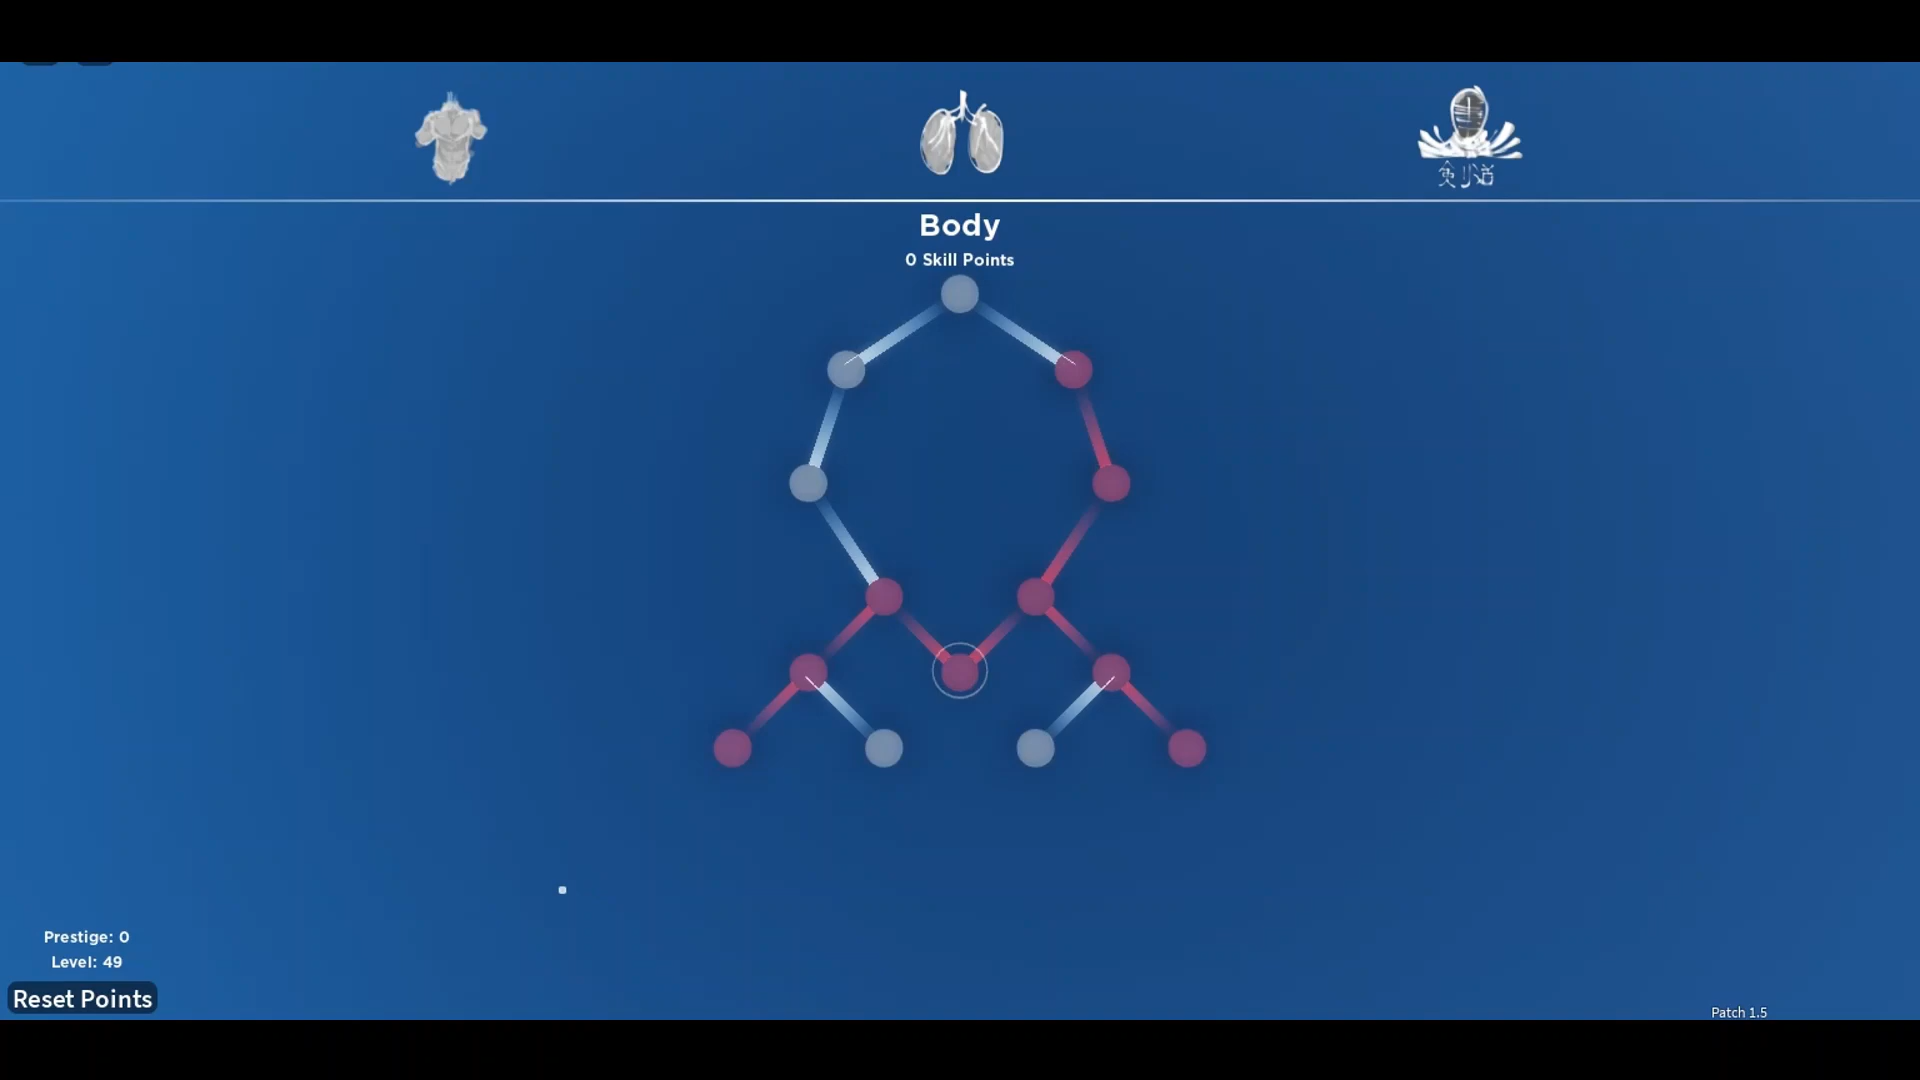 Body
0 Skill Points
Prestige: 0
Level: 49
Reset Points
Patch 1.5